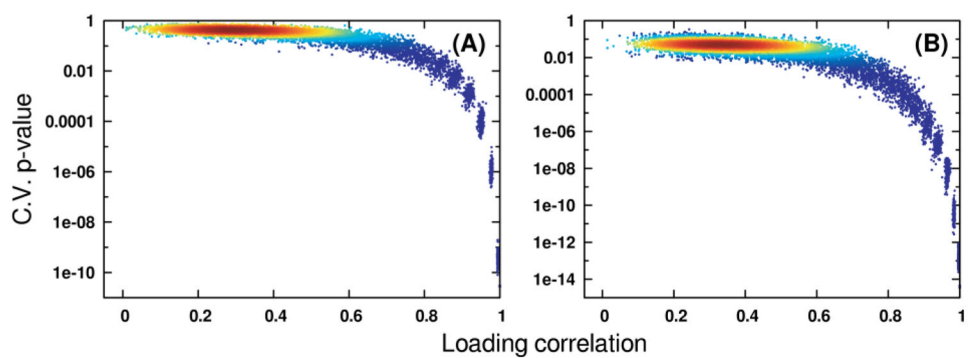 C.V. p-value
1
0.01
0.0001
1e-06
1e-08
1e-10
(A)
0 0.2 0.4 0.6 0.8 1
1
0.01
0.0001
1e-06
1e-08
1e-10
1e-12
1e-14
(B)
0 0.2 0.4 0.6 0.8 1
Loading correlation